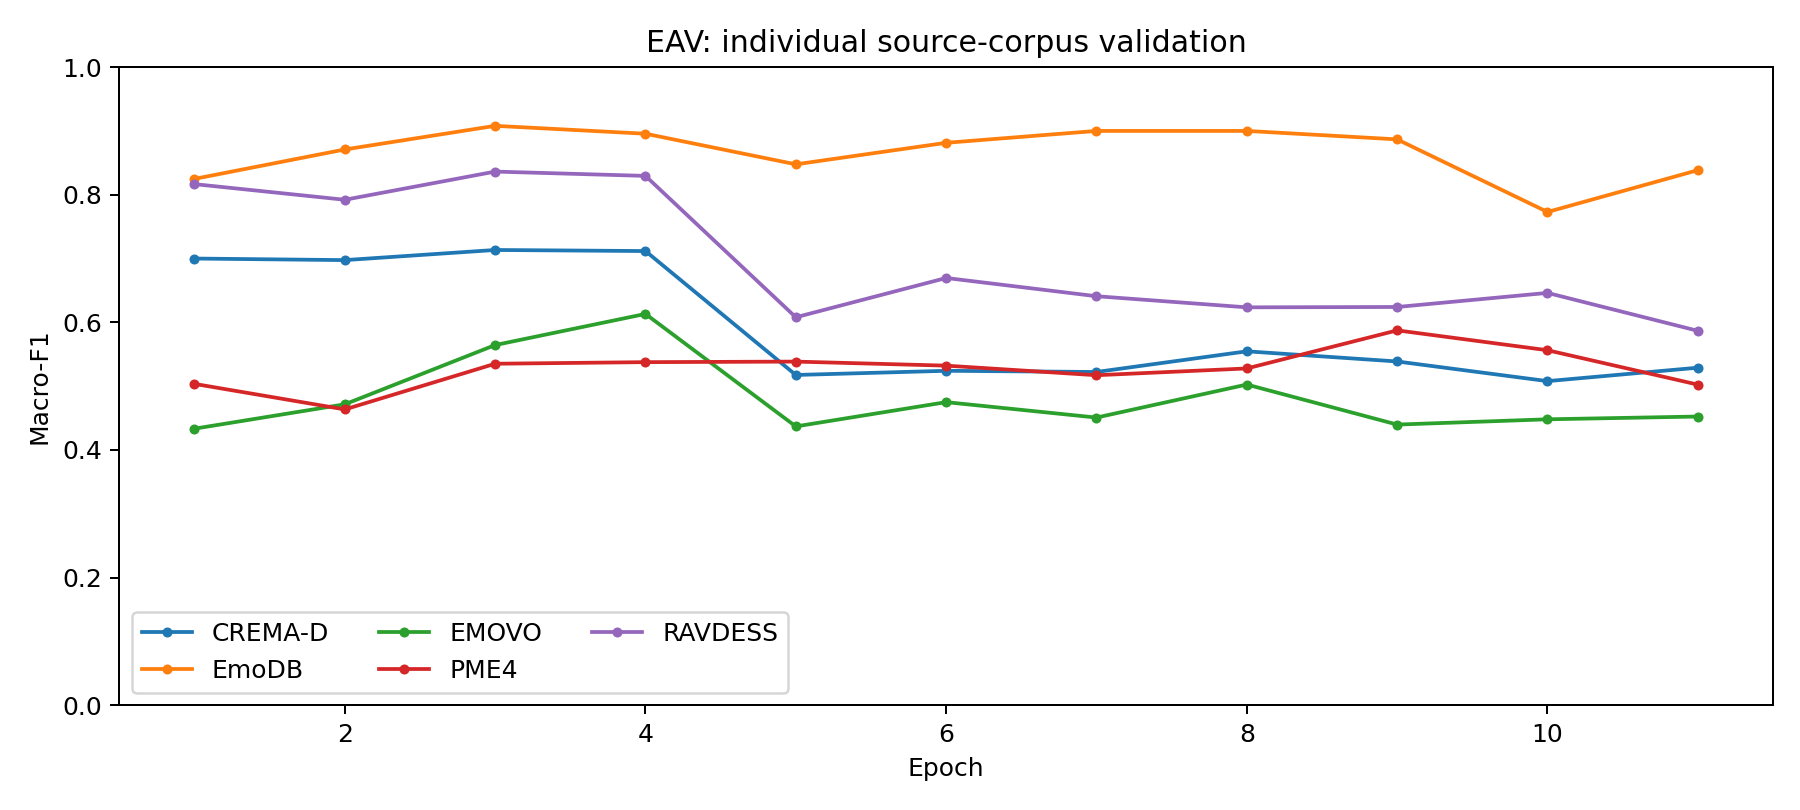 EAV: individual source-corpus validation
1.0
0.8
0.6
0.4
0.2
0.0
Macro-F1
CREMA-D EMOVO RAVDESS
EmoDB PME4
2 4 6 8 10
Epoch